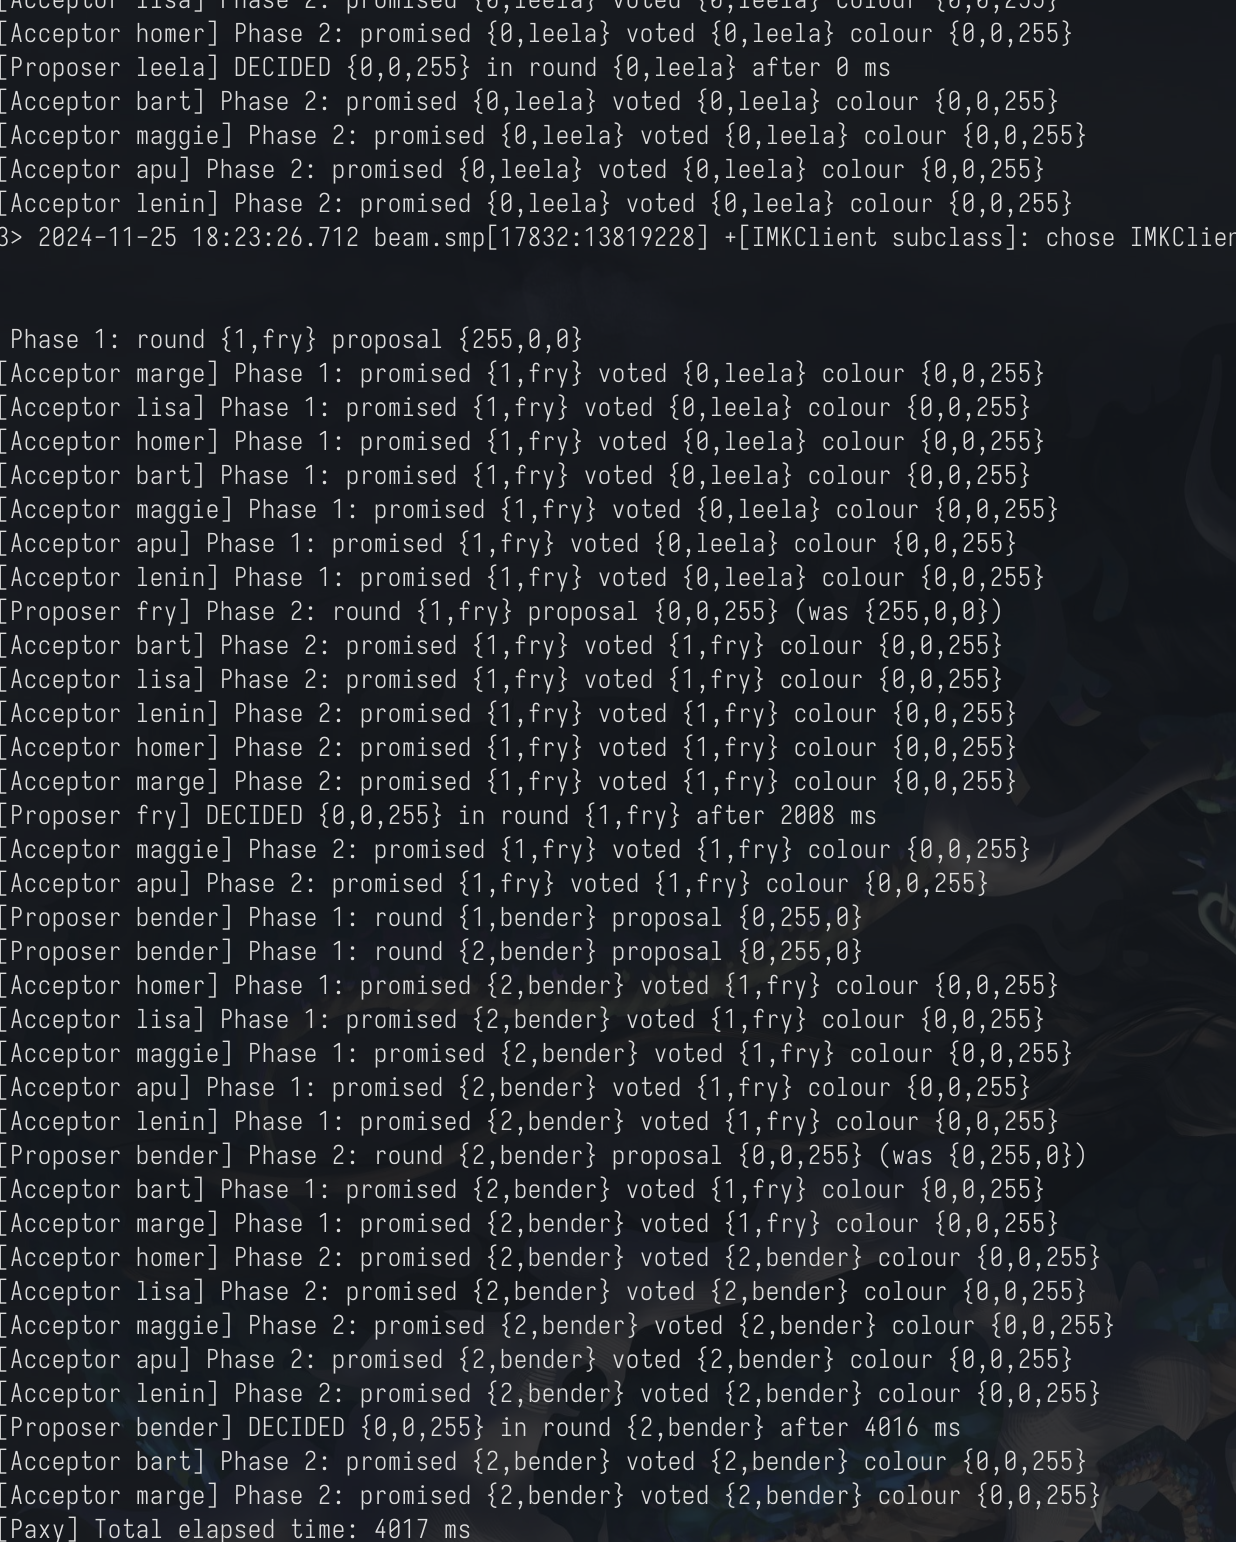 [Acceptor lisa] Phase 2: promised {0,leela} voted {0,leela} colour {0,0,255}
[Acceptor homer] Phase 2: promised {0,leela} voted {0,leela} colour {0,0,255}
[Proposer leela] DECIDED {0,0,255} in round {0,leela} after 0 ms
[Acceptor bart] Phase 2: promised {0,leela} voted {0,leela} colour {0,0,255}
[Acceptor maggie] Phase 2: promised {0,leela} voted {0,leela} colour {0,0,255}
[Acceptor apu] Phase 2: promised {0,leela} voted {0,leela} colour {0,0,255}
[Acceptor lenin] Phase 2: promised {0,leela} voted {0,leela} colour {0,0,255}
3> 2024-11-25 18:23:26.712 beam.smp[17832:13819228] +[IMKClient subclass]: chose IMKClien
Phase 1: round {1,fry} proposal {255,0,0}
[Acceptor marge] Phase 1: promised {1,fry} voted {0,leela} colour {0,0,255}
[Acceptor lisa] Phase 1: promised {1,fry} voted {0,leela} colour {0,0,255}
[Acceptor homer] Phase 1: promised {1,fry} voted {0,leela} colour {0,0,255}
[Acceptor bart] Phase 1: promised {1,fry} voted {0,leela} colour {0,0,255}
[Acceptor maggie] Phase 1: promised {1,fry} voted {0,leela} colour {0,0,255}
[Acceptor apu] Phase 1: promised {1,fry} voted {0,leela} colour {0,0,255}
[Acceptor lenin] Phase 1: promised {1,fry} voted {0,leela} colour {0,0,255}
[Proposer fry] Phase 2: round {1,fry} proposal {0,0,255} (was {255,0,0})
[Acceptor bart] Phase 2: promised {1,fry} voted {1,fry} colour {0,0,255}
[Acceptor lisa] Phase 2: promised {1,fry} voted {1,fry} colour {0,0,255}
[Acceptor lenin] Phase 2: promised {1,fry} voted {1,fry} colour {0,0,255}
[Acceptor homer] Phase 2: promised {1,fry} voted {1,fry} colour {0,0,255}
[Acceptor marge] Phase 2: promised {1,fry} voted {1,fry} colour {0,0,255}
[Proposer fry] DECIDED {0,0,255} in round {1,fry} after 2008 ms
[Acceptor maggie] Phase 2: promised {1,fry} voted {1,fry} colour {0,0,255}
[Acceptor apu] Phase 2: promised {1,fry} voted {1,fry} colour {0,0,255}
[Proposer bender] Phase 1: round {1,bender} proposal {0,255,0}
[Proposer bender] Phase 1: round {2,bender} proposal {0,255,0}
[Acceptor homer] Phase 1: promised {2,bender} voted {1,fry} colour {0,0,255}
[Acceptor lisa] Phase 1: promised {2,bender} voted {1,fry} colour {0,0,255}
[Acceptor maggie] Phase 1: promised {2,bender} voted {1,fry} colour {0,0,255}
[Acceptor apu] Phase 1: promised {2,bender} voted {1,fry} colour {0,0,255}
[Acceptor lenin] Phase 1: promised {2,bender} voted {1,fry} colour {0,0,255}
[Proposer bender] Phase 2: round {2,bender} proposal {0,0,255} (was {0,255,0})
[Acceptor bart] Phase 1: promised {2,bender} voted {1,fry} colour {0,0,255}
[Acceptor marge] Phase 1: promised {2,bender} voted {1,fry} colour {0,0,255}
[Acceptor homer] Phase 2: promised {2,bender} voted {2,bender} colour {0,0,255}
[Acceptor lisa] Phase 2: promised {2,bender} voted {2,bender} colour {0,0,255}
[Acceptor maggie] Phase 2: promised {2,bender} voted {2,bender} colour {0,0,255}
[Acceptor apu] Phase 2: promised {2,bender} voted {2,bender} colour {0,0,255}
[Acceptor lenin] Phase 2: promised {2,bender} voted {2,bender} colour {0,0,255}
[Proposer bender] DECIDED {0,0,255} in round {2,bender} after 4016 ms
[Acceptor bart] Phase 2: promised {2,bender} voted {2,bender} colour {0,0,255}
[Acceptor marge] Phase 2: promised {2,bender} voted {2,bender} colour {0,0,255}
[Paxy] Total elapsed time: 4017 ms